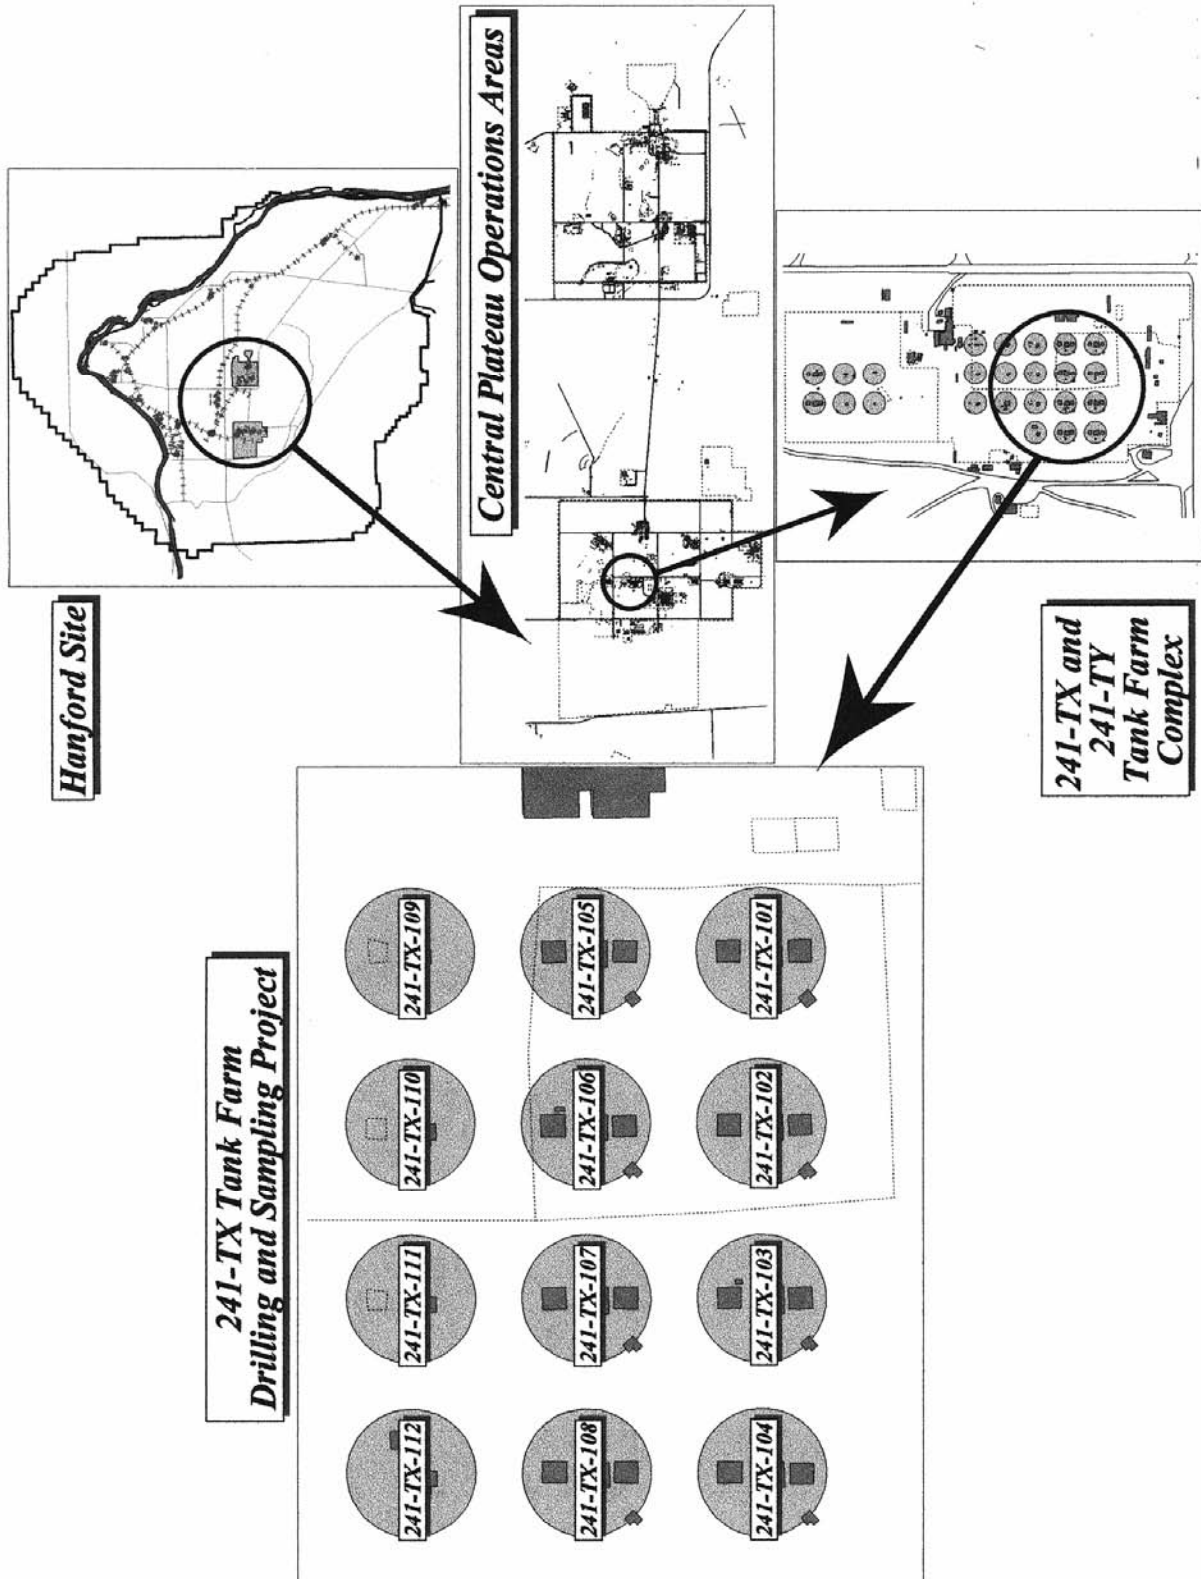 Hanford Site
Central Plateau Operations Areas
241-TX and
241-TY
Tank Farm
Complex
241-TX Tank Farm
Drilling and Sampling Project
241-TX-112
241-TX-111
241-TX-110
241-TX-109
241-TX-108
241-TX-107
241-TX-106
241-TX-105
241-TX-104
241-TX-103
241-TX-102
241-TX-101